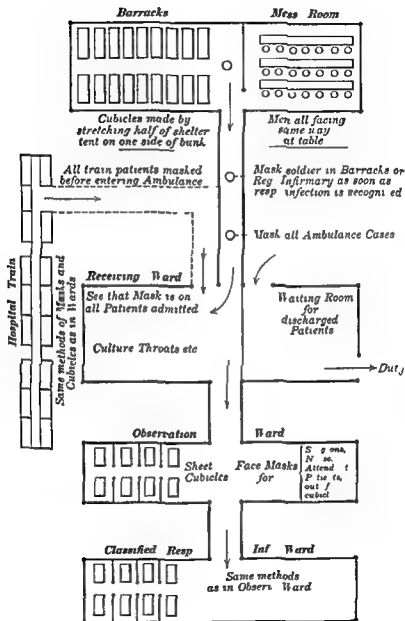 Barracks
Mess Room
Cubicles made by
stretching half of shelter
tent on one side of bunk
Men all facing
same way
at table
All train patients masked
before entering Ambulance
Mask soldier in Barracks or
Reg Infirmary as soon as
resp infection is recognized
Mask all Ambulance Cases
Hospital Train
Same methods of Masks and
Cubicles as in Wards
Receiving Ward
See that Mask is on
all Patients admitted
Culture Throats etc
Waiting Room
for
discharged
Patients
Duty
Observation Ward
Sheet
Cubicles
Face Masks
for
out
Classified Resp Inf Ward
Same methods
as in Observ Ward